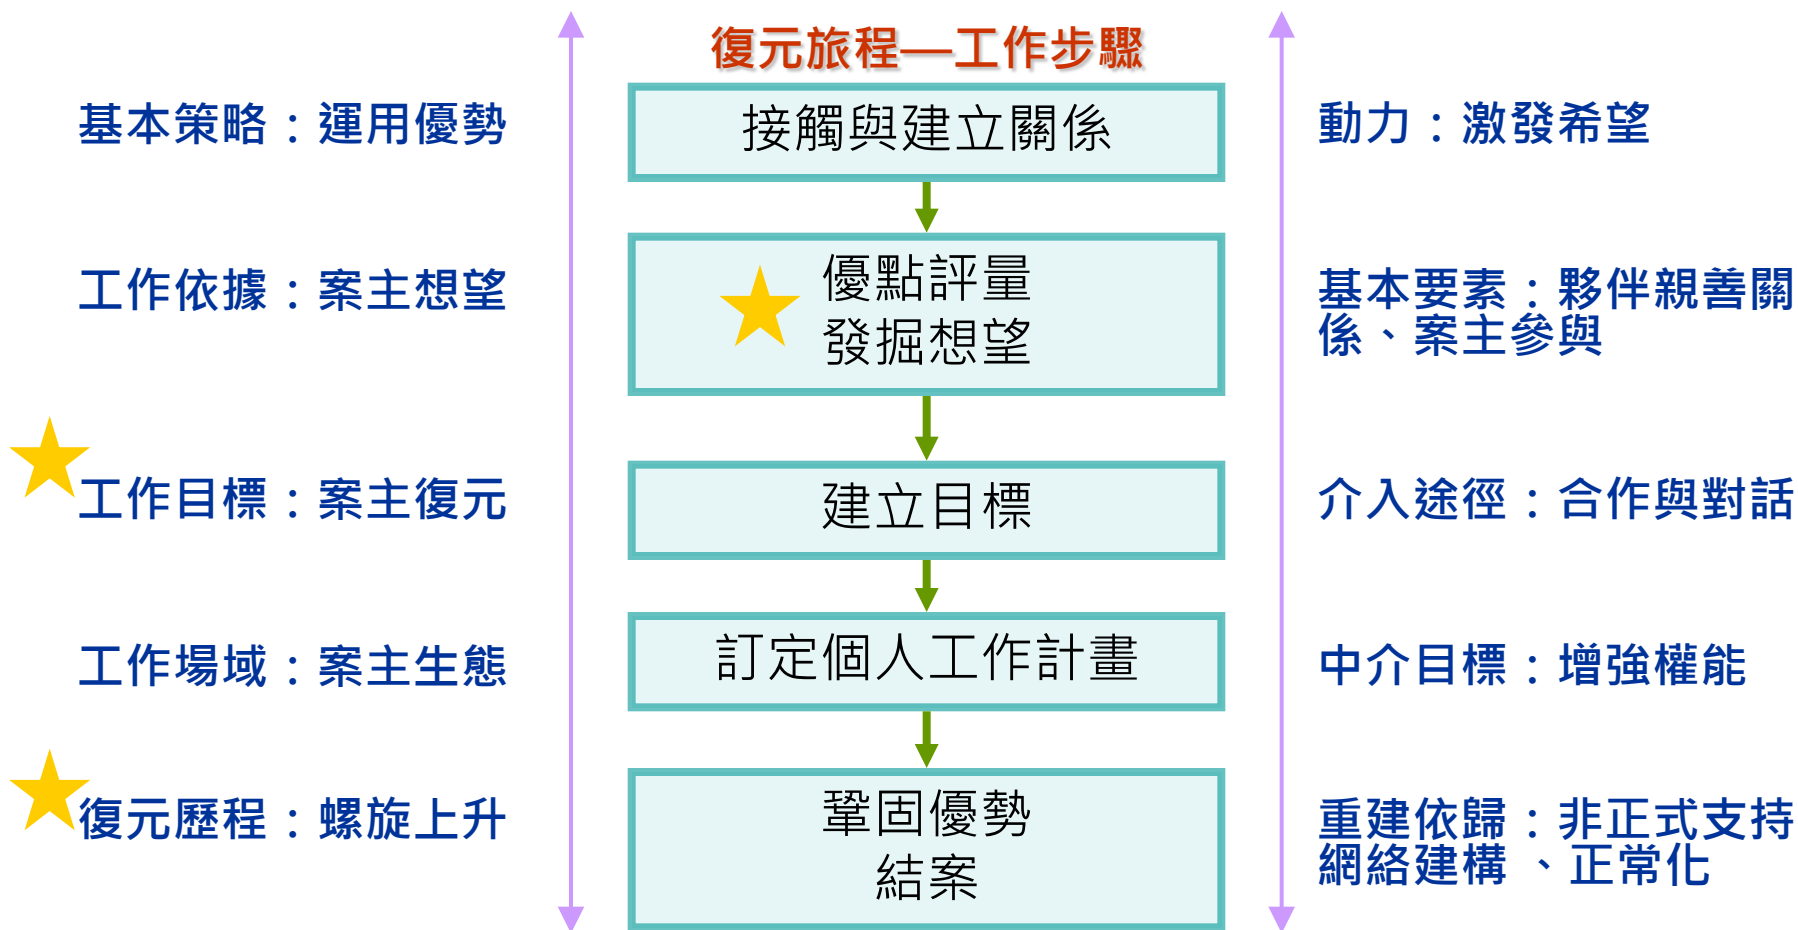 復元旅程—工作步驟
基本策略：運用優勢
接觸與建立關係
動力：激發希望
工作依據：案主想望
優點評量
發掘想望
基本要素：夥伴親善關
係、案主參與
工作目標：案主復元
建立目標
介入途徑：合作與對話
工作場域：案主生態
訂定個人工作計畫
中介目標：增強權能
復元歷程：螺旋上升
鞏固優勢
結案
重建依歸：非正式支持
網絡建構 、正常化